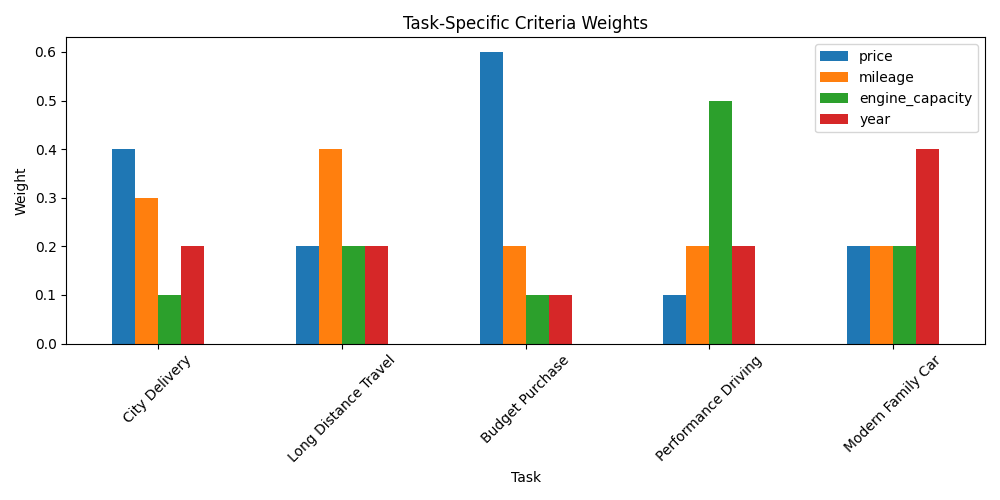 Task-Specific Criteria Weights
price
mileage
engine_capacity
year
Weight
0.6
0.5
0.4
0.3
0.2
0.1
0.0
City Delivery
Long Distance Travel
Budget Purchase
Performance Driving
Modern Family Car
Task